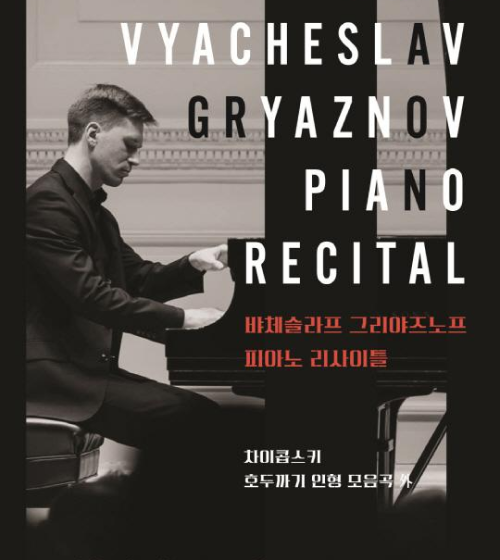 VYACHESLAV
GRYAZNOV
PIANO
RECITAL
뱌체슬라프 그리야즈노프
피아노 리사이틀
차이콥스키
호두까기 인형 모음곡 外